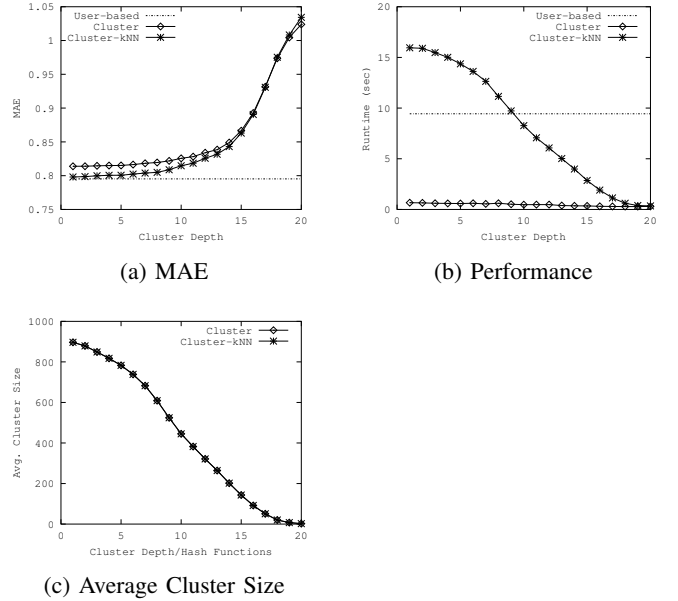 1.05
1
0.95
0.9
0.85
0.8
0.75
MAE
User-based
Cluster
Cluster-kNN
0 5 10 15 20
Cluster Depth
(a) MAE
20
15
10
5
0
Runtime (sec)
User-based
Cluster
Cluster-kNN
0 5 10 15 20
Cluster Depth
(b) Performance
1000
800
600
400
200
0
Avg. Cluster Size
Cluster
Cluster-kNN
0 5 10 15 20
Cluster Depth/Hash Functions
(c) Average Cluster Size